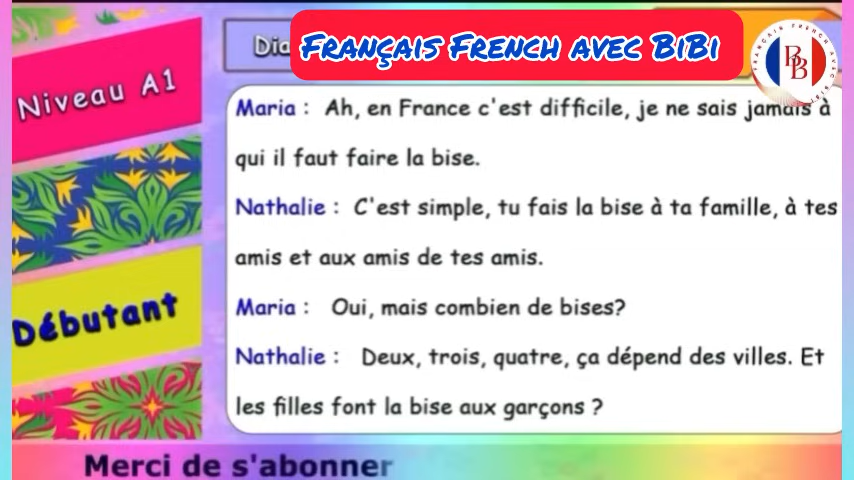 Français French avec BiBi
Dia
Niveau A1
Maria : Ah, en France c'est difficile, je ne sais jamais à
qui il faut faire la bise.
Nathalie : C'est simple, tu fais la bise à ta famille, à tes
amis et aux amis de tes amis.
Maria : Oui, mais combien de bises?
Débutant
Nathalie : Deux, trois, quatre, ça dépend des villes. Et
les filles font la bise aux garçons ?
Merci de s'abonner